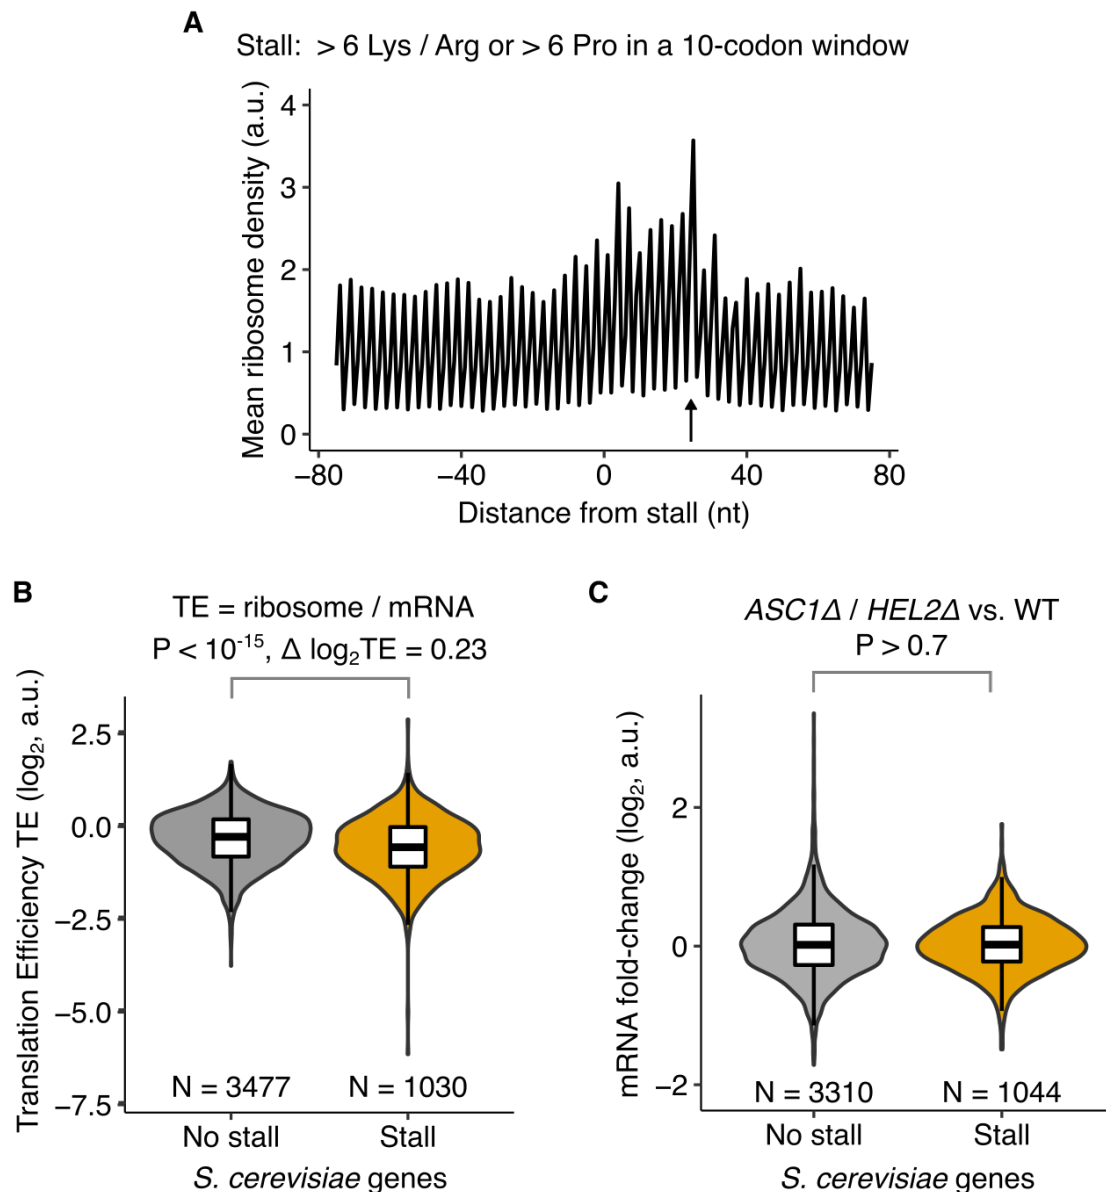 A
Stall: > 6 Lys / Arg or > 6 Pro in a 10-codon window
Mean ribosome density (a.u.)
4
3
2
1
0
−80
−40
0
40
80
Distance from stall (nt)
B
TE = ribosome / mRNA
P < 10⁻¹⁵, Δ log₂TE = 0.23
Translation Efficiency TE (log₂, a.u.)
2.5
0.0
−2.5
−5.0
−7.5
N = 3477
N = 1030
No stall
Stall
S. cerevisiae genes
C
ASC1Δ / HEL2Δ vs. WT
P > 0.7
mRNA fold-change (log₂, a.u.)
2
0
−2
N = 3310
N = 1044
No stall
Stall
S. cerevisiae genes